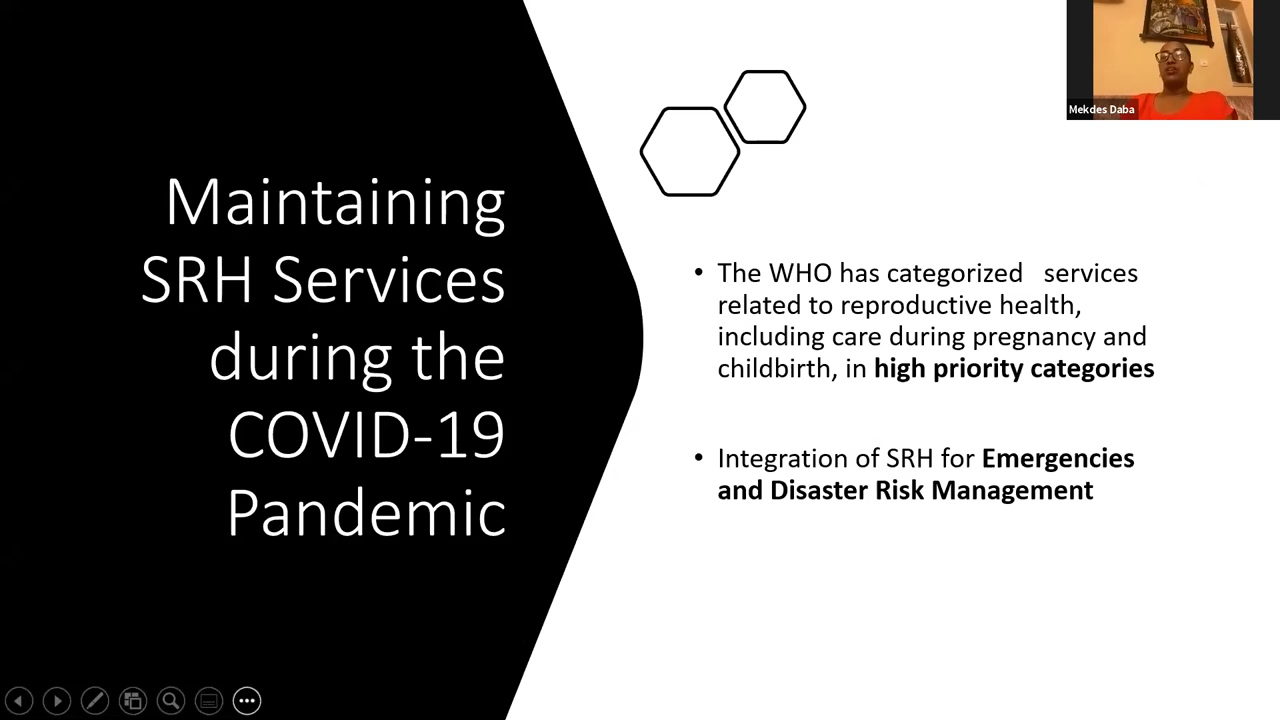 Maintaining
SRH Services
during the
COVID-19
Pandemic
The WHO has categorized   services
related to reproductive health,
including care during pregnancy and
childbirth, in high priority categories
Integration of SRH for Emergencies
and Disaster Risk Management
Mekdes Daba